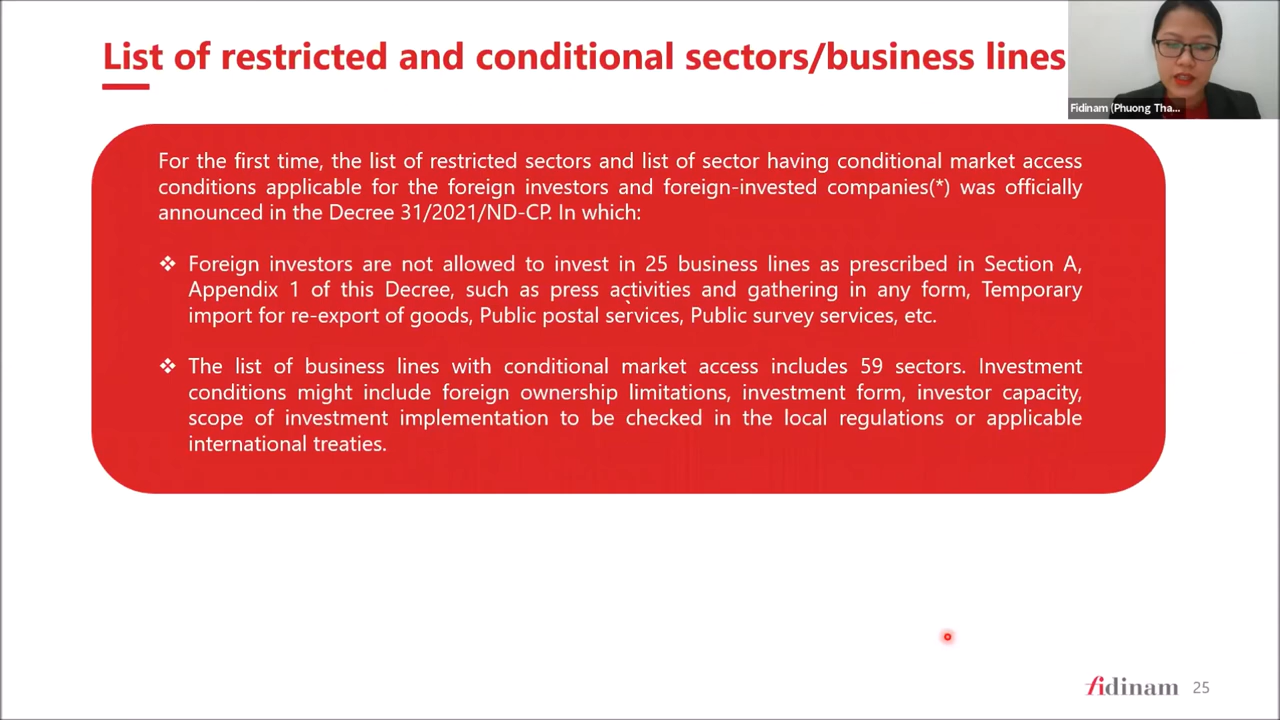 List of restricted and conditional sectors/business lines
Fidinam (Phuong Tha...
For the first time, the list of restricted sectors and list of sector having conditional market access
conditions applicable for the foreign investors and foreign-invested companies(*) was officially
announced in the Decree 31/2021/ND-CP. In which:
❖ Foreign investors are not allowed to invest in 25 business lines as prescribed in Section A,
Appendix 1 of this Decree, such as press activities and gathering in any form, Temporary
import for re-export of goods, Public postal services, Public survey services, etc.
❖ The list of business lines with conditional market access includes 59 sectors. Investment
conditions might include foreign ownership limitations, investment form, investor capacity,
scope of investment implementation to be checked in the local regulations or applicable
international treaties.
fidinam 25